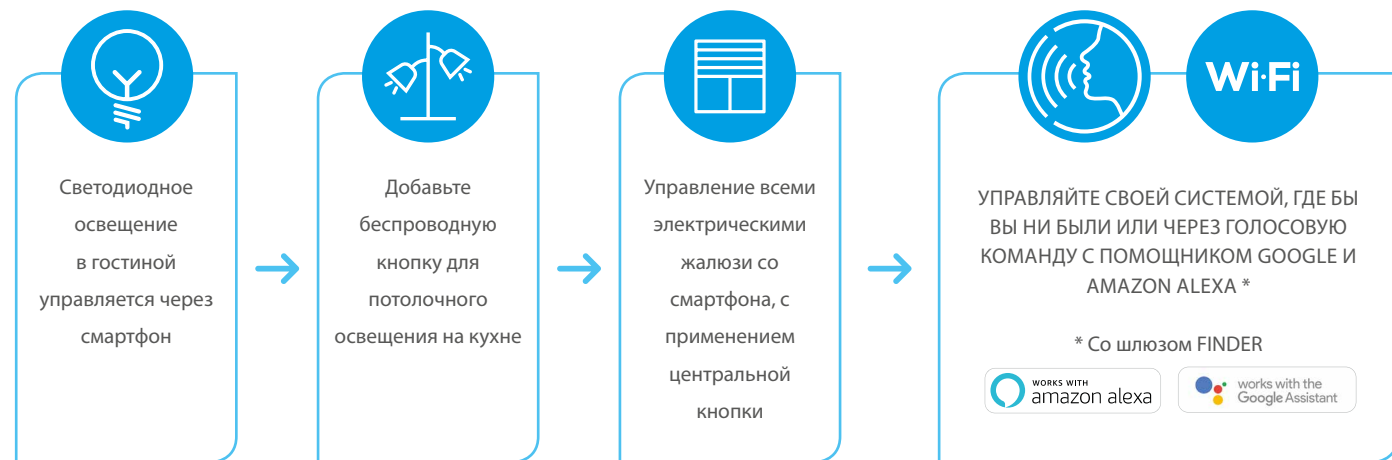 Светодиодное
освещение
в гостиной
управляется через
смартфон
Добавьте
беспроводную
кнопку для
потолочного
освещения на кухне
Управление всеми
электрическими
жалюзи со
смартфона, с
применением
центральной
кнопки
Wi-Fi
УПРАВЛЯЙТЕ СВОЕЙ СИСТЕМОЙ, ГДЕ БЫ
ВЫ НИ БЫЛИ ИЛИ ЧЕРЕЗ ГОЛОСОВУЮ
КОМАНДУ С ПОМОЩНИКОМ GOOGLE И
AMAZON ALEXA *
* Со шлюзом FINDER
WORKS WITH
amazon alexa
works with the
Google Assistant